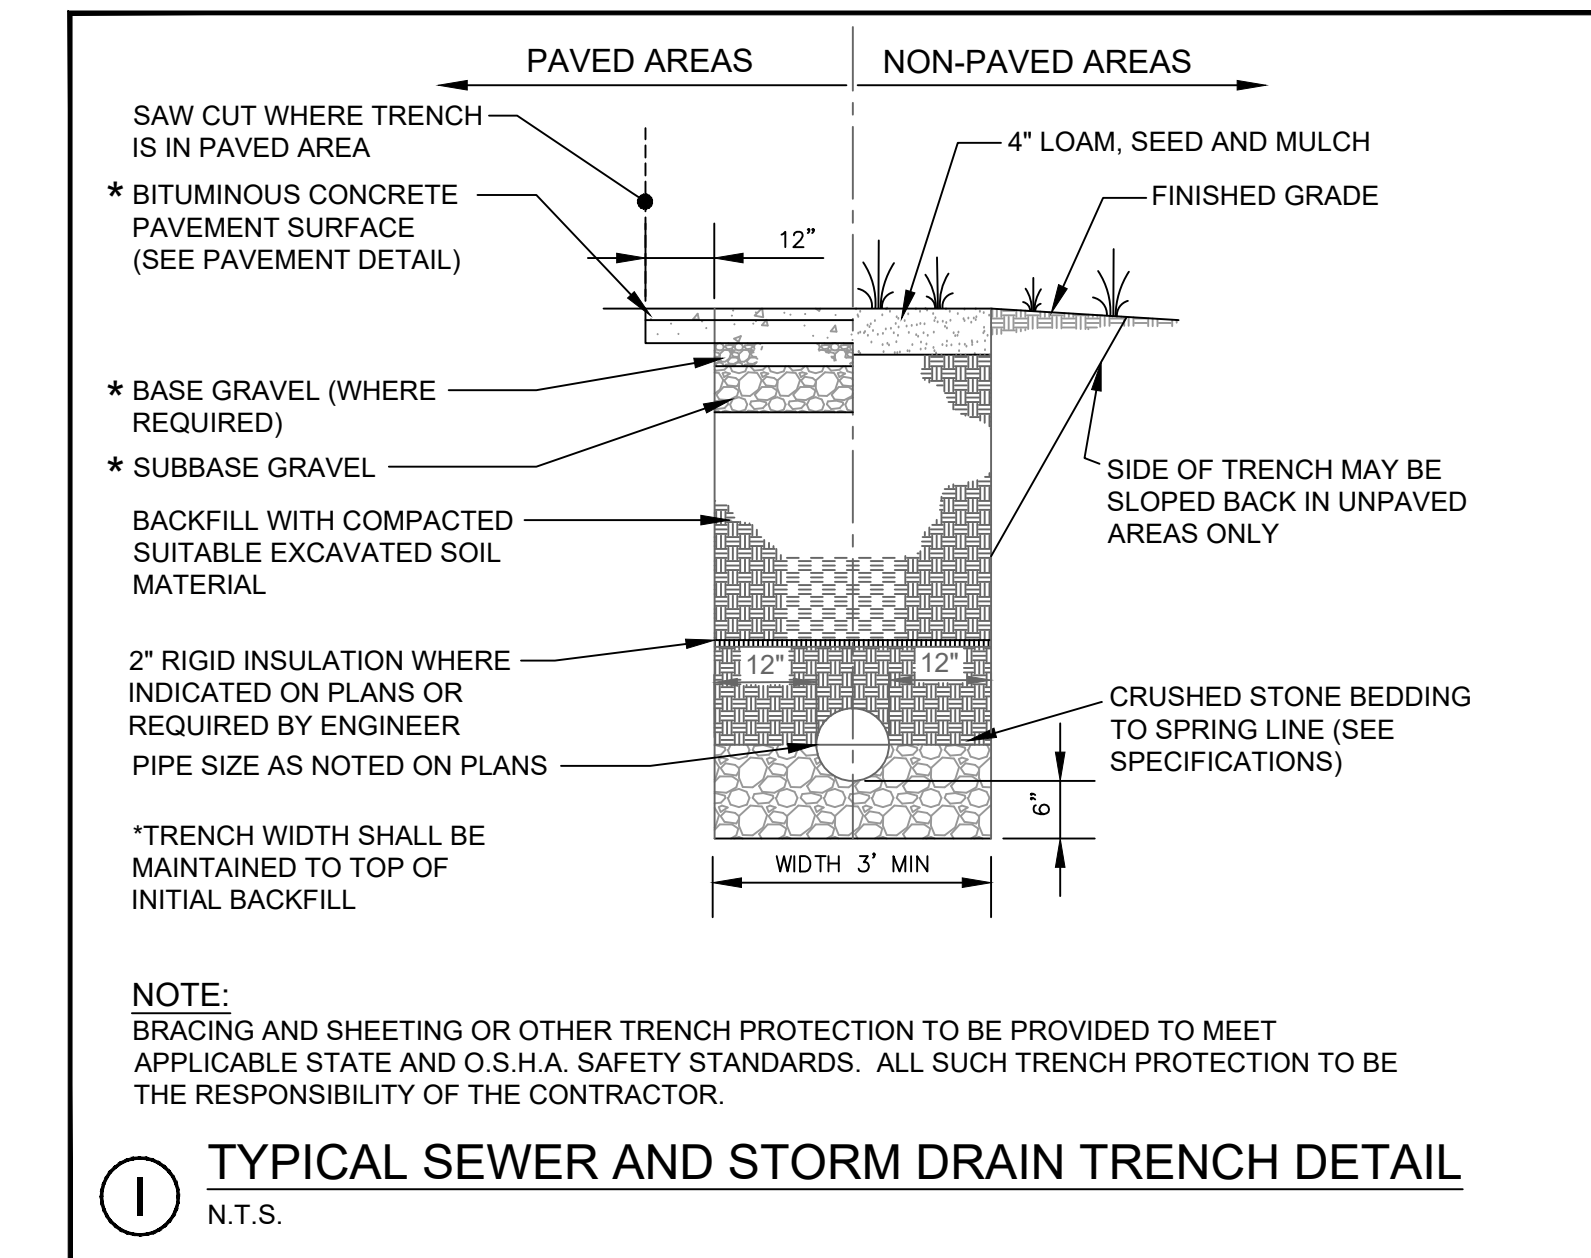 PAVED AREAS
NON-PAVED AREAS
SAW CUT WHERE TRENCH
IS IN PAVED AREA
* BITUMINOUS CONCRETE
PAVEMENT SURFACE
(SEE PAVEMENT DETAIL)
12"
4" LOAM, SEED AND MULCH
FINISHED GRADE
* BASE GRAVEL (WHERE
REQUIRED)
* SUBBASE GRAVEL
SIDE OF TRENCH MAY BE
SLOPED BACK IN UNPAVED
AREAS ONLY
BACKFILL WITH COMPACTED
SUITABLE EXCAVATED SOIL
MATERIAL
2" RIGID INSULATION WHERE
INDICATED ON PLANS OR
REQUIRED BY ENGINEER
12"
12"
CRUSHED STONE BEDDING
TO SPRING LINE (SEE
SPECIFICATIONS)
PIPE SIZE AS NOTED ON PLANS
6"
*TRENCH WIDTH SHALL BE
MAINTAINED TO TOP OF
INITIAL BACKFILL
WIDTH 3' MIN
NOTE:
BRACING AND SHEETING OR OTHER TRENCH PROTECTION TO BE PROVIDED TO MEET
APPLICABLE STATE AND O.S.H.A. SAFETY STANDARDS.  ALL SUCH TRENCH PROTECTION TO BE
THE RESPONSIBILITY OF THE CONTRACTOR.
I
TYPICAL SEWER AND STORM DRAIN TRENCH DETAIL
N.T.S.